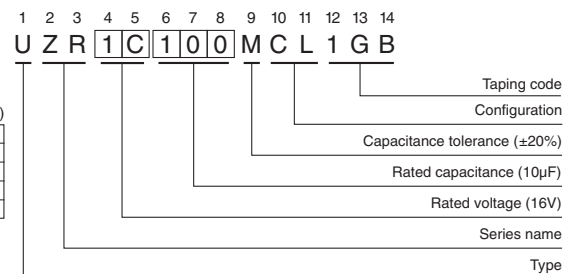 1 2 3 4 5 6 7 8 9 10 11 12 13 14
U Z R 1 C 1 0 0 M C L 1 G B
Taping code
)
Configuration
Capacitance tolerance (±20%)
Rated capacitance (10µF)
Rated voltage (16V)
Series name
Type